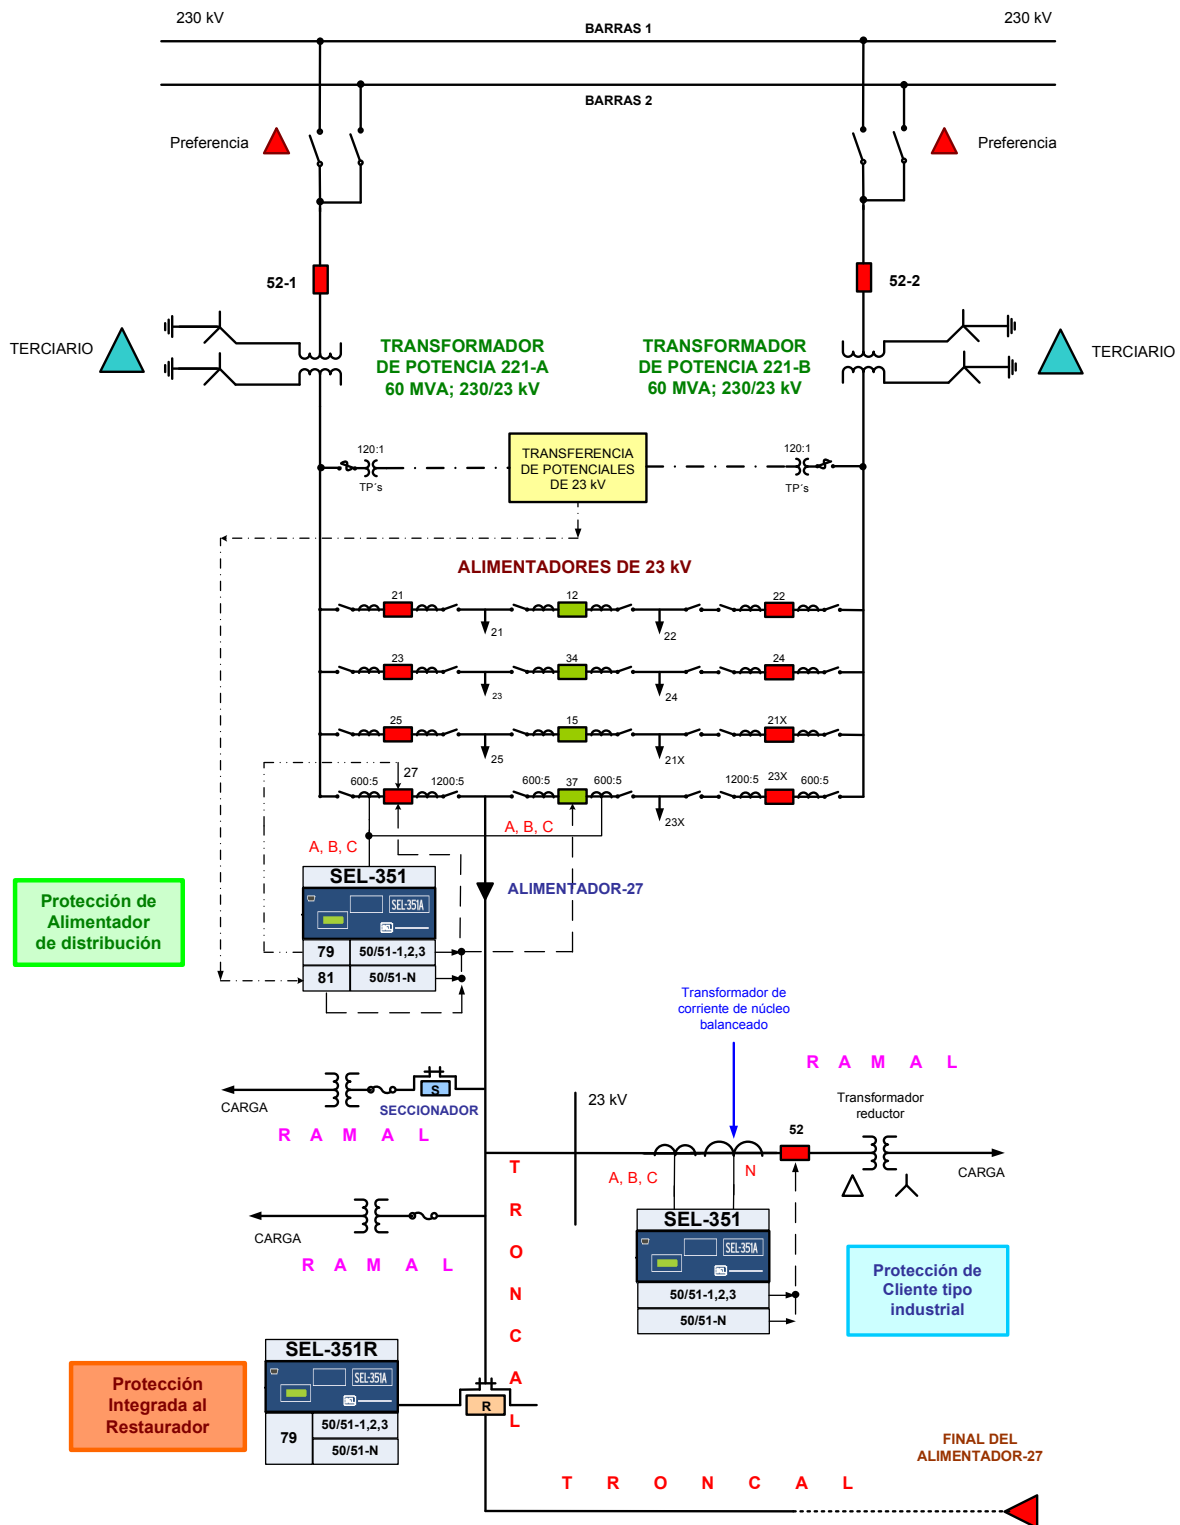 230 kV
230 kV
BARRAS 1
BARRAS 2
Preferencia
Preferencia
52-1
52-2
TERCIARIO
TERCIARIO
TRANSFORMADOR
DE POTENCIA 221-A
60 MVA; 230/23 kV
TRANSFORMADOR
DE POTENCIA 221-B
60 MVA; 230/23 kV
120:1
TP´s
TRANSFERENCIA
DE POTENCIALES
DE 23 kV
120:1
TP´s
ALIMENTADORES DE 23 kV
21
12
22
21
22
23
34
24
23
24
25
15
21X
25
21X
600:5
27
1200:5
600:5
37
600:5
1200:5
23X
600:5
23X
A, B, C
A, B, C
SEL-351
SEL-351A
SEL
79
50/51-1,2,3
81
50/51-N
ALIMENTADOR-27
Protección de
Alimentador
de distribución
Transformador de
corriente de núcleo
balanceado
R A M A L
CARGA
S
SECCIONADOR
R A M A L
23 kV
Transformador
reductor
52
A, B, C
N
CARGA
SEL-351
SEL-351A
SEL
50/51-1,2,3
50/51-N
Protección de
Cliente tipo
industrial
CARGA
R A M A L
T
R
O
N
C
A
L
SEL-351R
SEL-351A
SEL
79
50/51-1,2,3
50/51-N
R
Protección
Integrada al
Restaurador
FINAL DEL
ALIMENTADOR-27
T R O N C A L